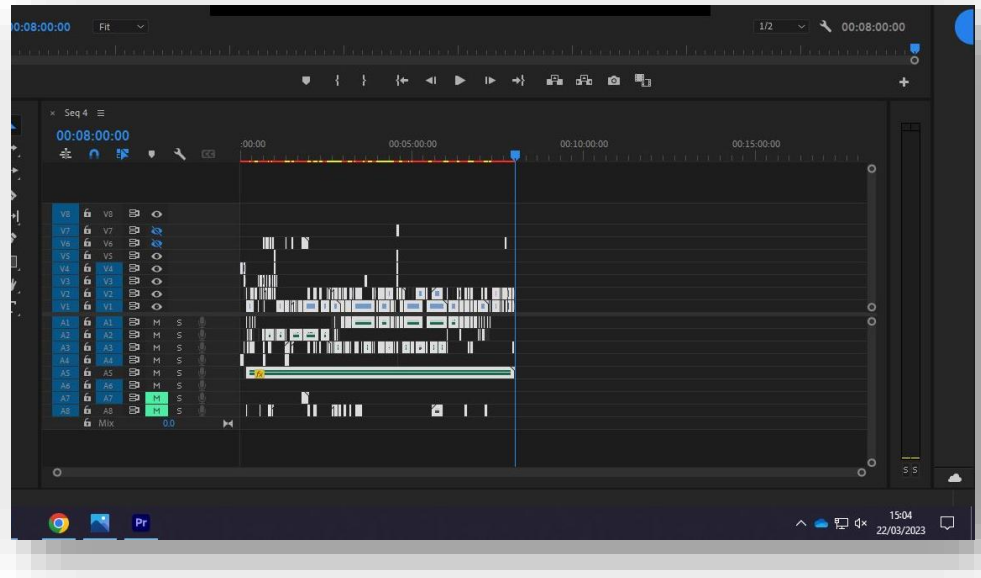 00:08:00:00 Fit 1/2 00:08:00:00
× Seq 4
00:08:00:00
:00:00 00:05:00:00 00:10:00:00 00:15:00:00
V8 V8
V7 V7
V6 V6
V5 V5
V4 V4
V3 V3
V2 V2
V1 V1
A1 A1 M S
A2 A2 M S
A3 A3 M S
A4 A4 M S
A5 A5 M S
fx
A6 A6 M S
A7 A7 M S
A8 A8 M S
Mix 0.0
S S
Pr
15:04
22/03/2023